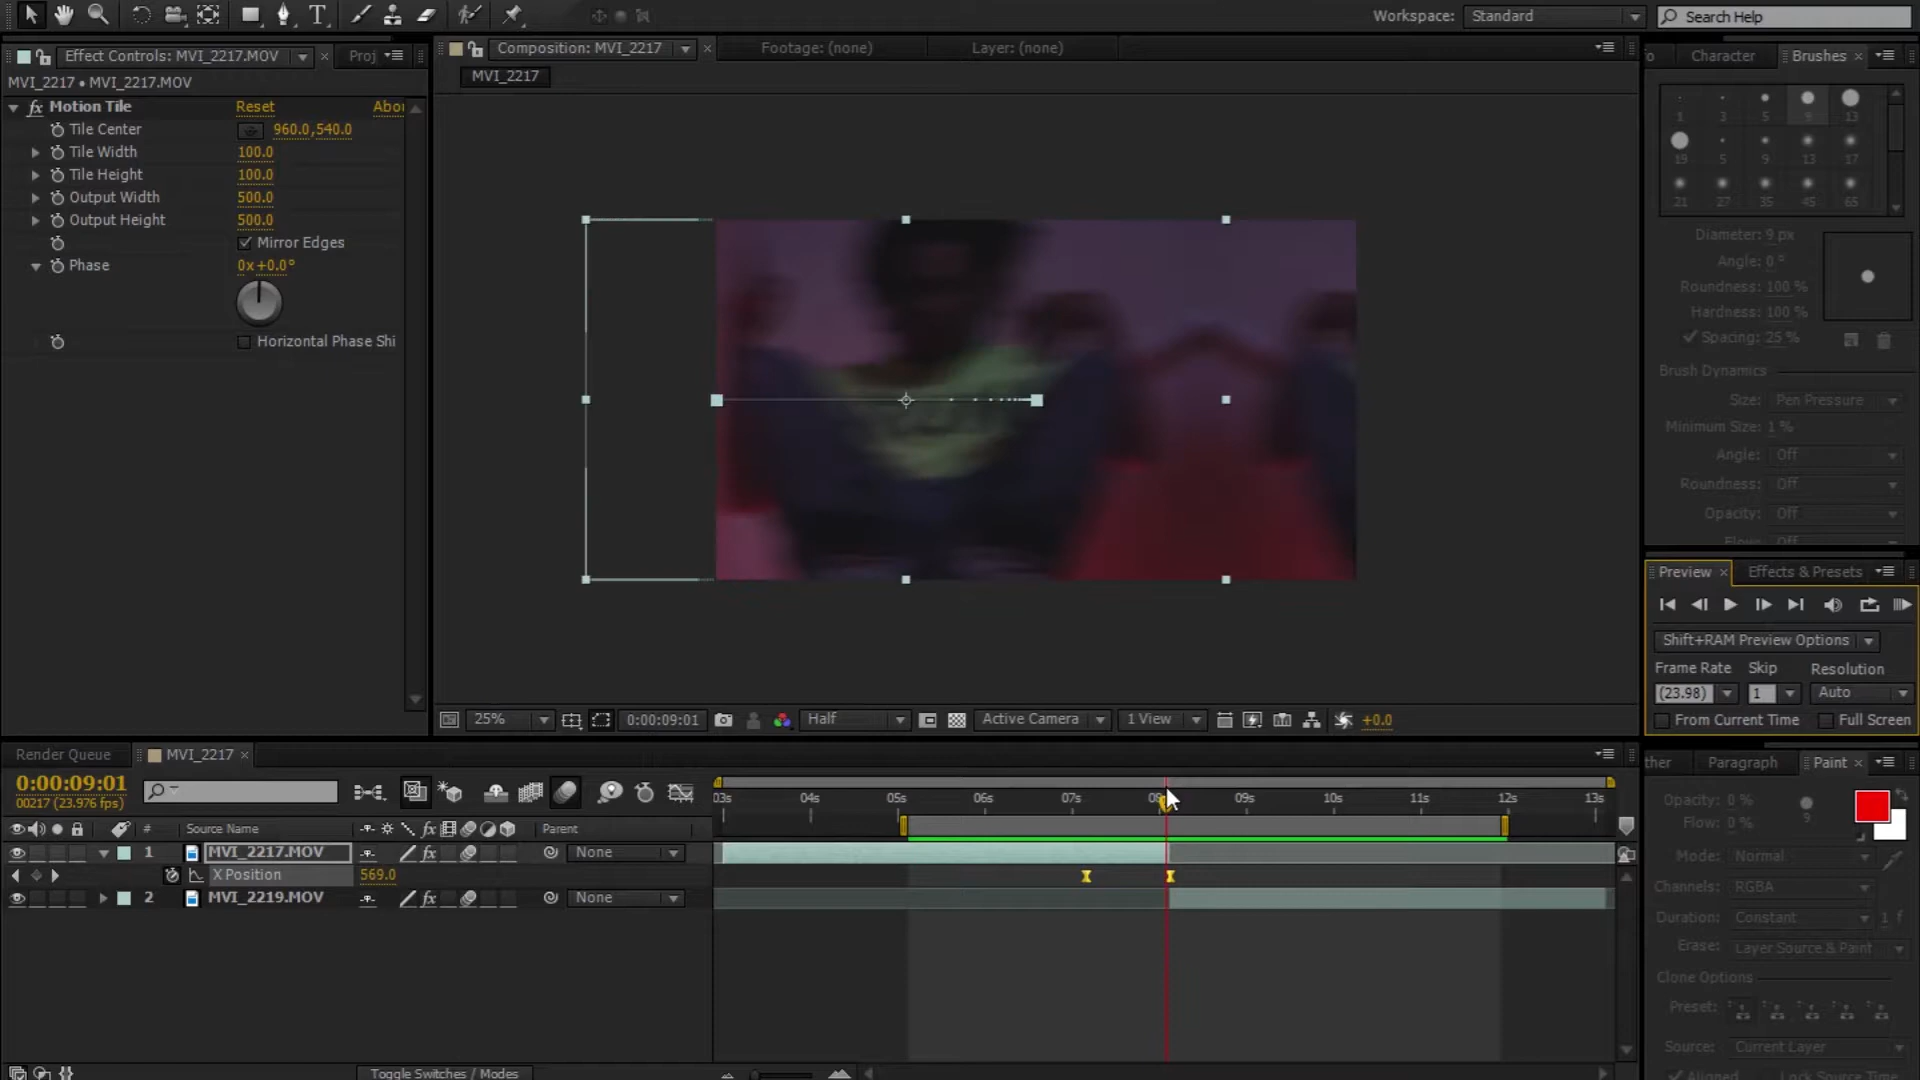 Workspace: Standard Search Help
Effect Controls: MVI_2217.MOV Proj
Composition: MVI_2217 Footage: (none) Layer: (none)
Character Brushes
MVI_2217 • MVI_2217.MOV
MVI_2217
fx Motion Tile Reset Abou
Tile Center 960.0,540.0
Tile Width 100.0
Tile Height 100.0
Output Width 500.0
Output Height 500.0
Mirror Edges
Phase 0x+0.0°
Horizontal Phase Shi
1 3 5 9 13
19 5 9 13 17
21 27 35 45 65
Diameter: 9 px
Angle: 0 °
Roundness: 100 %
Hardness: 100 %
Spacing: 25 %
Brush Dynamics
Size: Pen Pressure
Minimum Size: 1 %
Angle: Off
Roundness: Off
Opacity: Off
Preview Effects & Presets
Shift+RAM Preview Options
Frame Rate Skip Resolution
(23.98) 1 Auto
From Current Time Full Screen
25% 0:00:09:01 Half Active Camera 1 View +0.0
Render Queue MVI_2217
0:00:09:01
00217 (23.976 fps)
03s 04s 05s 06s 07s 09s 10s 11s 12s 13s
# Source Name fx Parent
1 MVI_2217.MOV fx None
X Position 569.0
2 MVI_2219.MOV fx None
Toggle Switches / Modes
ther Paragraph Paint
Opacity: 0 %
Flow: 0 % 9
Mode: Normal
Channels: RGBA
Duration: Constant 1 f
Erase: Layer Source & Paint
Clone Options
Preset:
Source: Current Layer
Aligned Lock Source Time